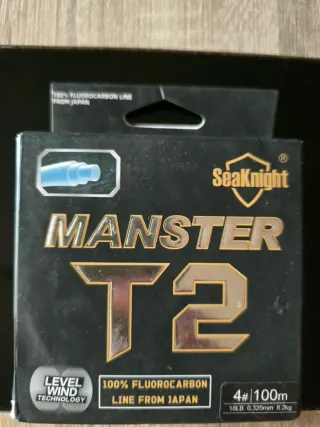 100% FLUOROCARBON LINE
FROM JAPAN
SeaKnight®
MANSTER
T2
LEVEL
WIND
TECHNOLOGY
100% FLUOROCARBON
LINE FROM JAPAN
4# 100m
18LB 0.320mm 8.2kg